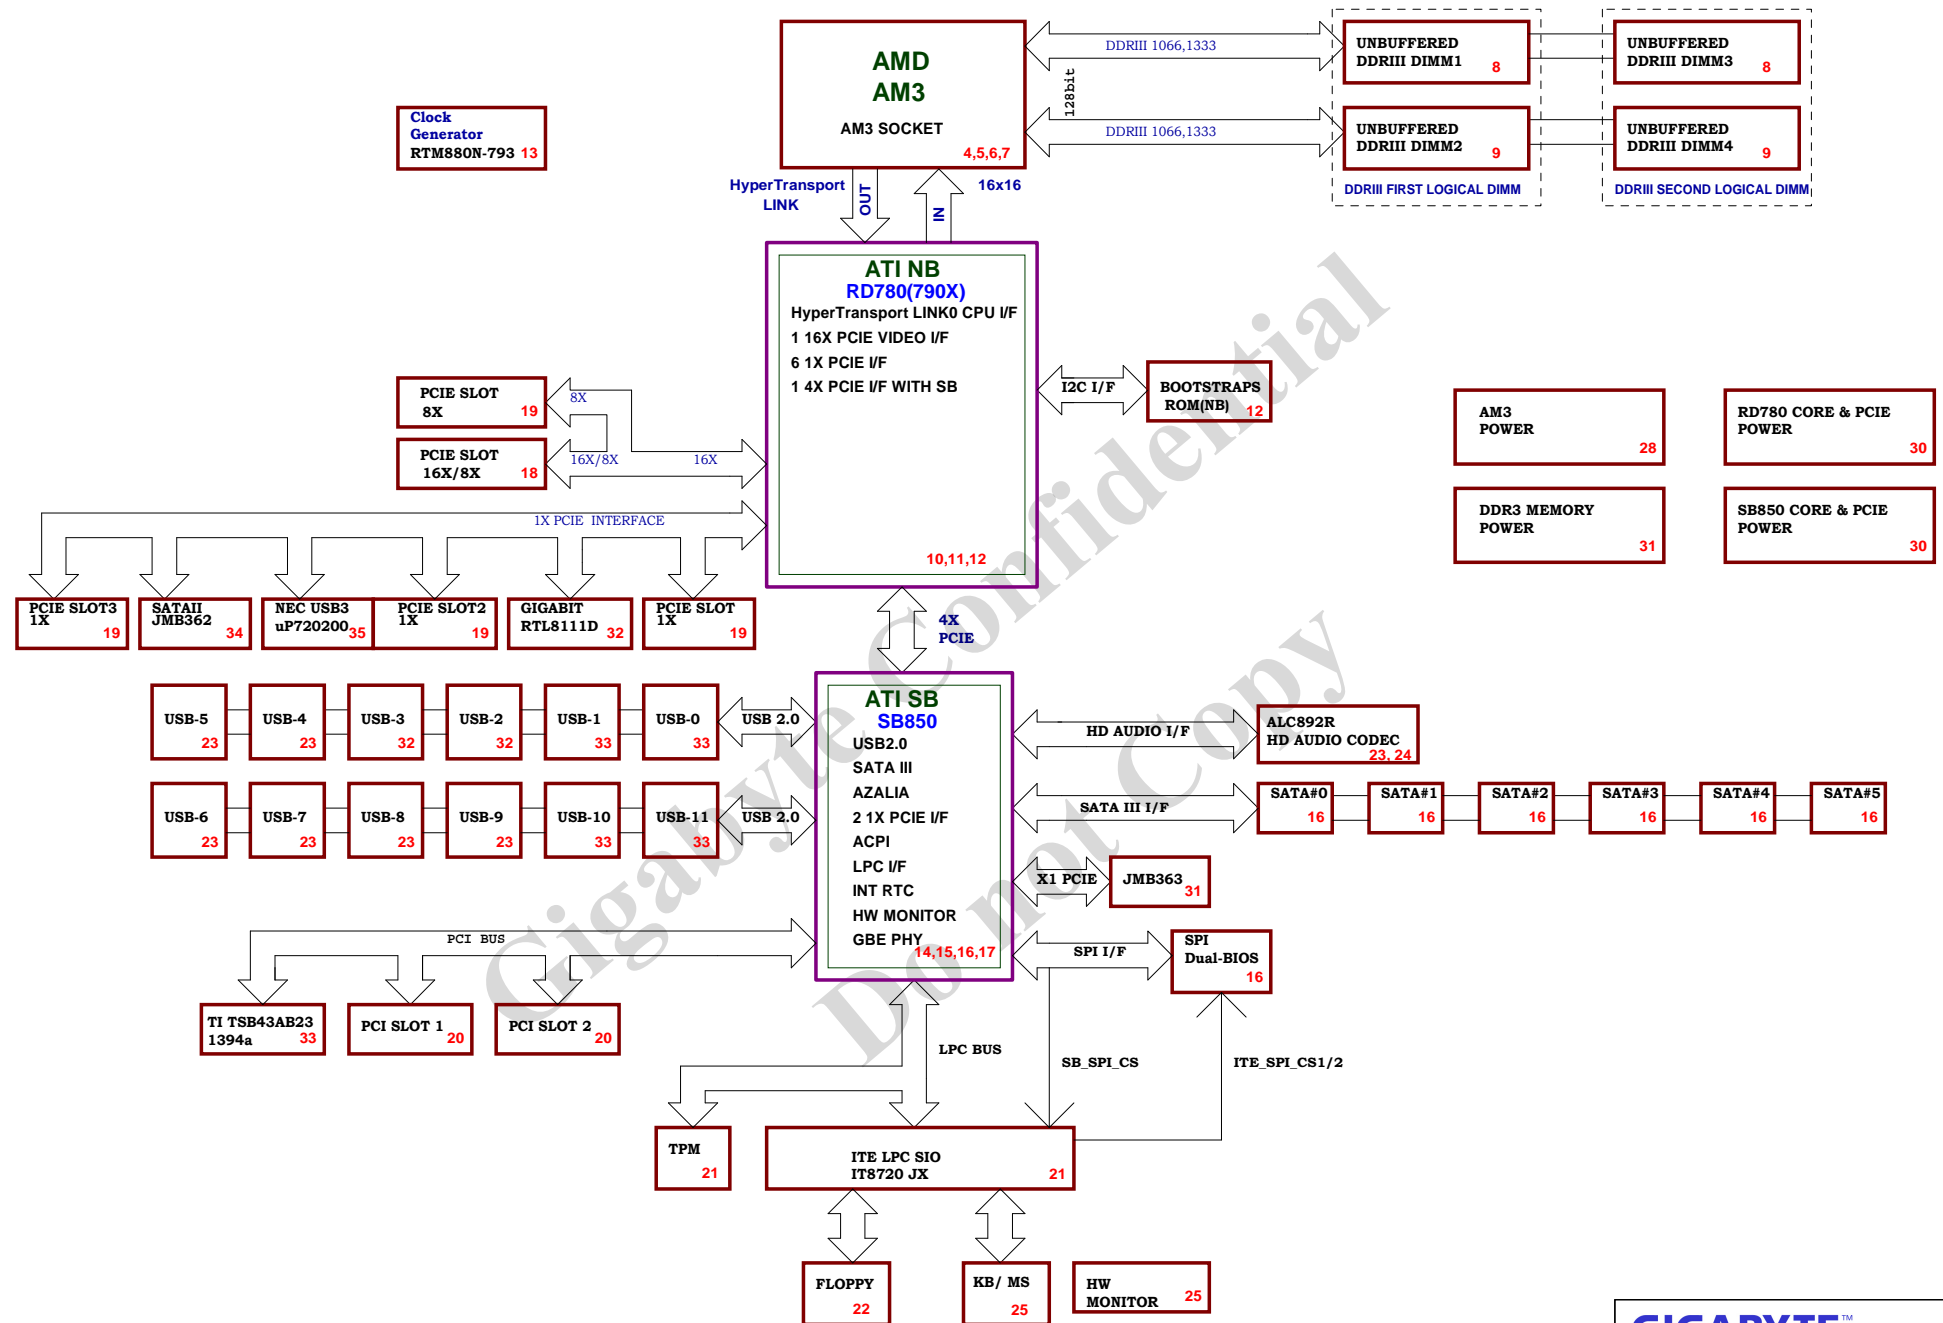 AMD
AM3
AM3 SOCKET
4,5,6,7
DDRIII 1066,1333
128bit
DDRIII 1066,1333
UNBUFFERED
DDRIII DIMM1
8
UNBUFFERED
DDRIII DIMM3
8
UNBUFFERED
DDRIII DIMM2
9
UNBUFFERED
DDRIII DIMM4
9
DDRIII FIRST LOGICAL DIMM
DDRIII SECOND LOGICAL DIMM
Clock
Generator
RTM880N-793 13
HyperTransport
LINK
OUT
IN
16x16
ATI NB
RD780(790X)
HyperTransport LINK0 CPU I/F
1 16X PCIE VIDEO I/F
6 1X PCIE I/F
1 4X PCIE I/F WITH SB
10,11,12
I2C I/F
BOOTSTRAPS
ROM(NB)
12
PCIE SLOT
8X
19
8X
PCIE SLOT
16X/8X
18
16X/8X
16X
1X PCIE INTERFACE
AM3
POWER
28
RD780 CORE & PCIE
POWER
30
DDR3 MEMORY
POWER
31
SB850 CORE & PCIE
POWER
30
PCIE SLOT3
1X
19
SATAII
JMB362
34
NEC USB3
uP720200
35
PCIE SLOT2
1X
19
GIGABIT
RTL8111D
32
PCIE SLOT
1X
19
4X
PCIE
ATI SB
SB850
USB2.0
SATA III
AZALIA
2 1X PCIE I/F
ACPI
LPC I/F
INT RTC
HW MONITOR
GBE PHY
14,15,16,17
USB-5
23
USB-4
23
USB-3
32
USB-2
32
USB-1
33
USB-0
33
USB 2.0
USB-6
23
USB-7
23
USB-8
23
USB-9
23
USB-10
33
USB-11
33
USB 2.0
HD AUDIO I/F
ALC892R
HD AUDIO CODEC
23, 24
SATA III I/F
SATA#0
16
SATA#1
16
SATA#2
16
SATA#3
16
SATA#4
16
SATA#5
16
X1 PCIE
JMB363
31
SPI I/F
SPI
Dual-BIOS
16
PCI BUS
TI TSB43AB23
1394a
33
PCI SLOT 1
20
PCI SLOT 2
20
LPC BUS
SB_SPI_CS
ITE_SPI_CS1/2
TPM
21
ITE LPC SIO
IT8720 JX
21
FLOPPY
22
KB/ MS
25
HW
MONITOR
25
Gigabyte Confidential
Do not Copy
GIGABYTE™